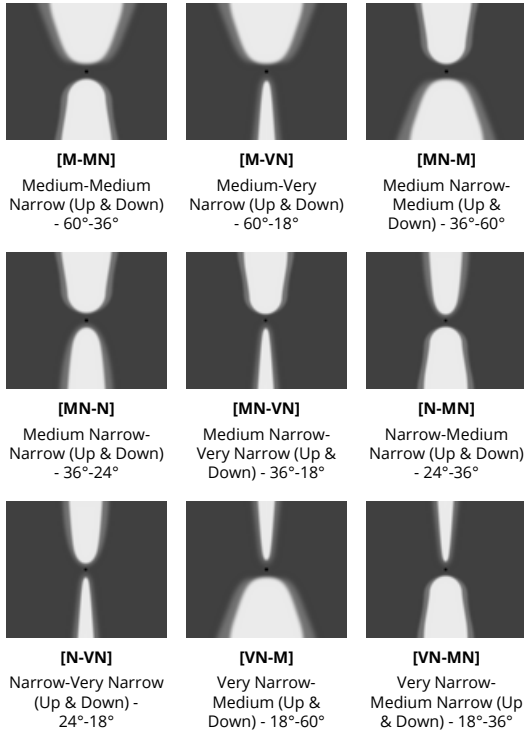 [M-MN]
Medium-Medium
Narrow (Up & Down)
- 60°-36°
[M-VN]
Medium-Very
Narrow (Up & Down)
- 60°-18°
[MN-M]
Medium Narrow-
Medium (Up &
Down) - 36°-60°
[MN-N]
Medium Narrow-
Narrow (Up & Down)
- 36°-24°
[MN-VN]
Medium Narrow-
Very Narrow (Up &
Down) - 36°-18°
[N-MN]
Narrow-Medium
Narrow (Up & Down)
- 24°-36°
[N-VN]
Narrow-Very Narrow
(Up & Down) -
24°-18°
[VN-M]
Very Narrow-
Medium (Up &
Down) - 18°-60°
[VN-MN]
Very Narrow-
Medium Narrow (Up
& Down) - 18°-36°